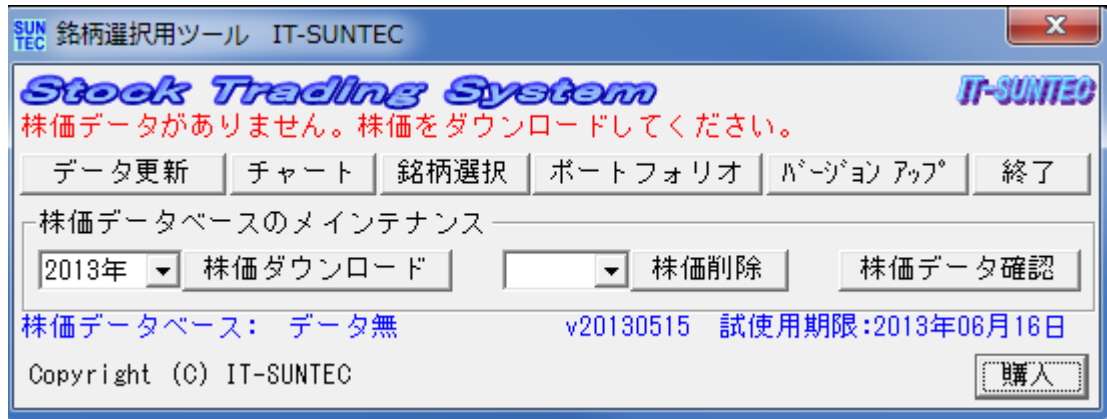 SUN TEC 銘柄選択用ツール IT-SUNTEC
Stock Trading System IT-SUNTEC
株価データがありません。株価をダウンロードしてください。
データ更新 チャート 銘柄選択 ポートフォリオ ﾊﾞｰｼﾞｮﾝ ｱｯﾌﾟ 終了
株価データベースのメインテナンス
2013年 株価ダウンロード 株価削除 株価データ確認
株価データベース: データ無 v20130515 試使用期限:2013年06月16日
Copyright (C) IT-SUNTEC 購入